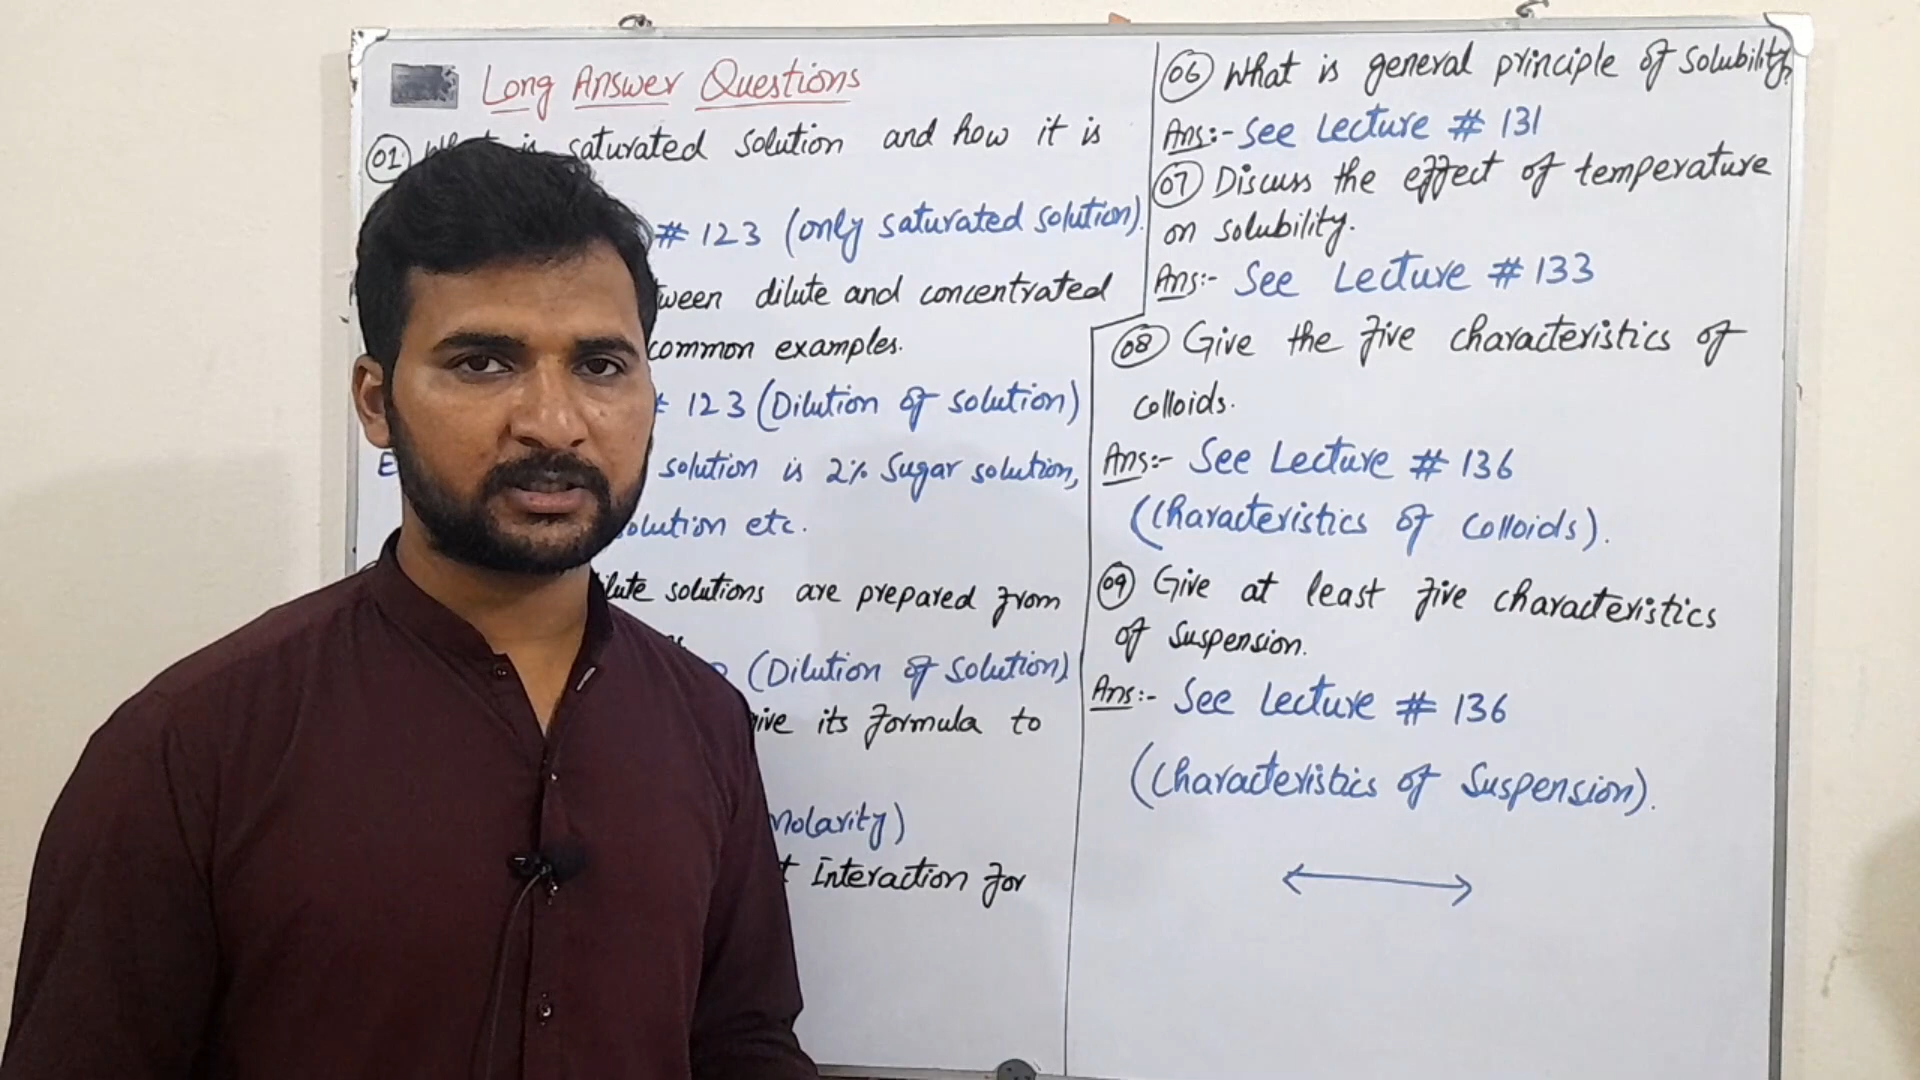 Long Answer Questions
01 is saturated solution and how it is
# 123 (only saturated solution).
dilute and concentrated
common examples.
# 123 (Dilution of solution)
solution is 2% Sugar solution,
etc.
solutions are prepared from
(Dilution of solution)
its formula to
Molarity)
Interaction for
06 What is general principle of solubility?
Ans:- See Lecture # 131
07 Discuss the effect of temperature
on solubility.
Ans:- See Lecture # 133
08 Give the five characteristics of
colloids.
Ans:- See Lecture # 136
(Characteristics of colloids).
09 Give at least five characteristics
of suspension.
Ans:- See Lecture # 136
(Characteristics of Suspension).